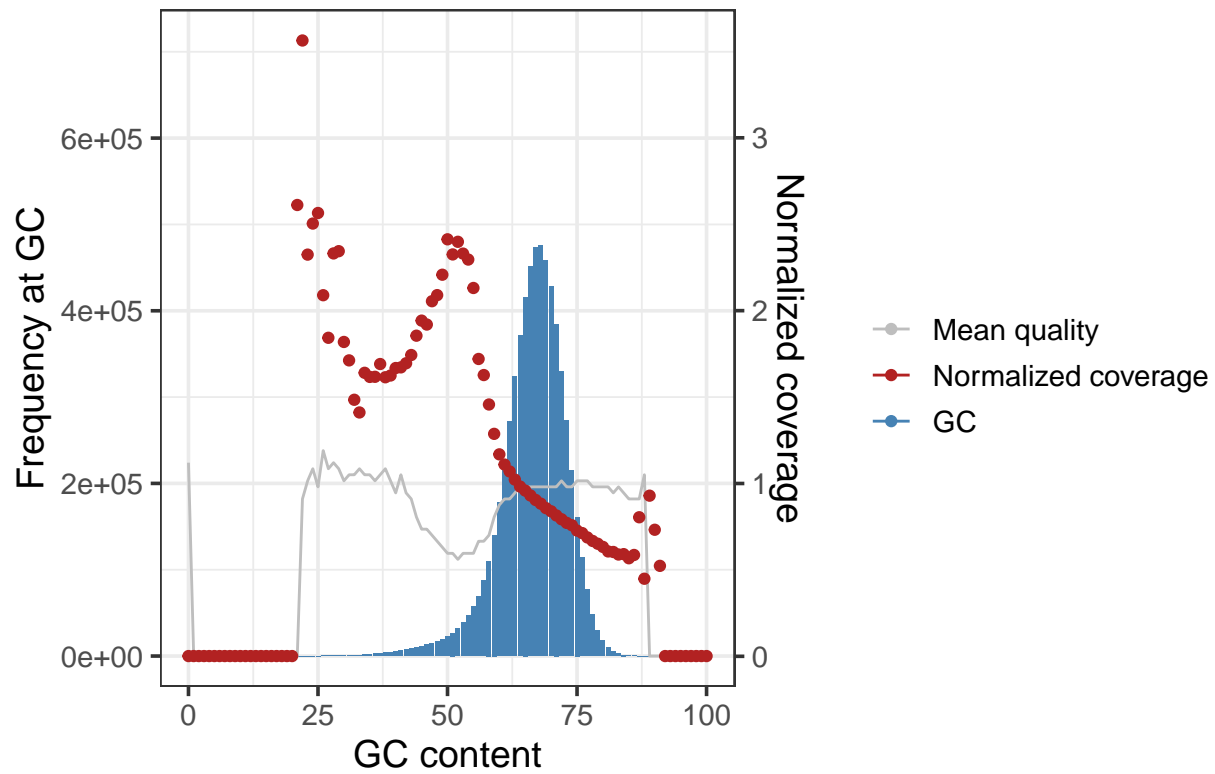 Frequency at GC
6e+05
4e+05
2e+05
0e+00
0
25
50
75
100
GC content
3
2
1
0
Normalized coverage
Mean quality
Normalized coverage
GC